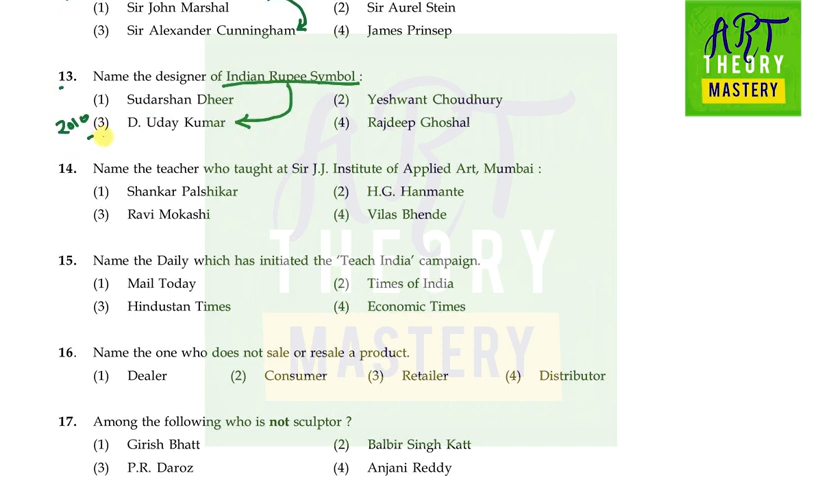 (1) Sir John Marshal (2) Sir Aurel Stein
(3) Sir Alexander Cunningham (4) James Prinsep
13. Name the designer of Indian Rupee Symbol :
(1) Sudarshan Dheer (2) Yeshwant Choudhury
2010 (3) D. Uday Kumar (4) Rajdeep Ghoshal
14. Name the teacher who taught at Sir J.J. Institute of Applied Art, Mumbai :
(1) Shankar Palshikar (2) H.G. Hanmante
(3) Ravi Mokashi (4) Vilas Bhende
15. Name the Daily which has initiated the 'Teach India' campaign.
(1) Mail Today (2) Times of India
(3) Hindustan Times (4) Economic Times
16. Name the one who does not sale or resale a product.
(1) Dealer (2) Consumer (3) Retailer (4) Distributor
17. Among the following who is not sculptor ?
(1) Girish Bhatt (2) Balbir Singh Katt
(3) P.R. Daroz (4) Anjani Reddy
ART
THEORY
MASTERY
ART
THEORY
MASTERY